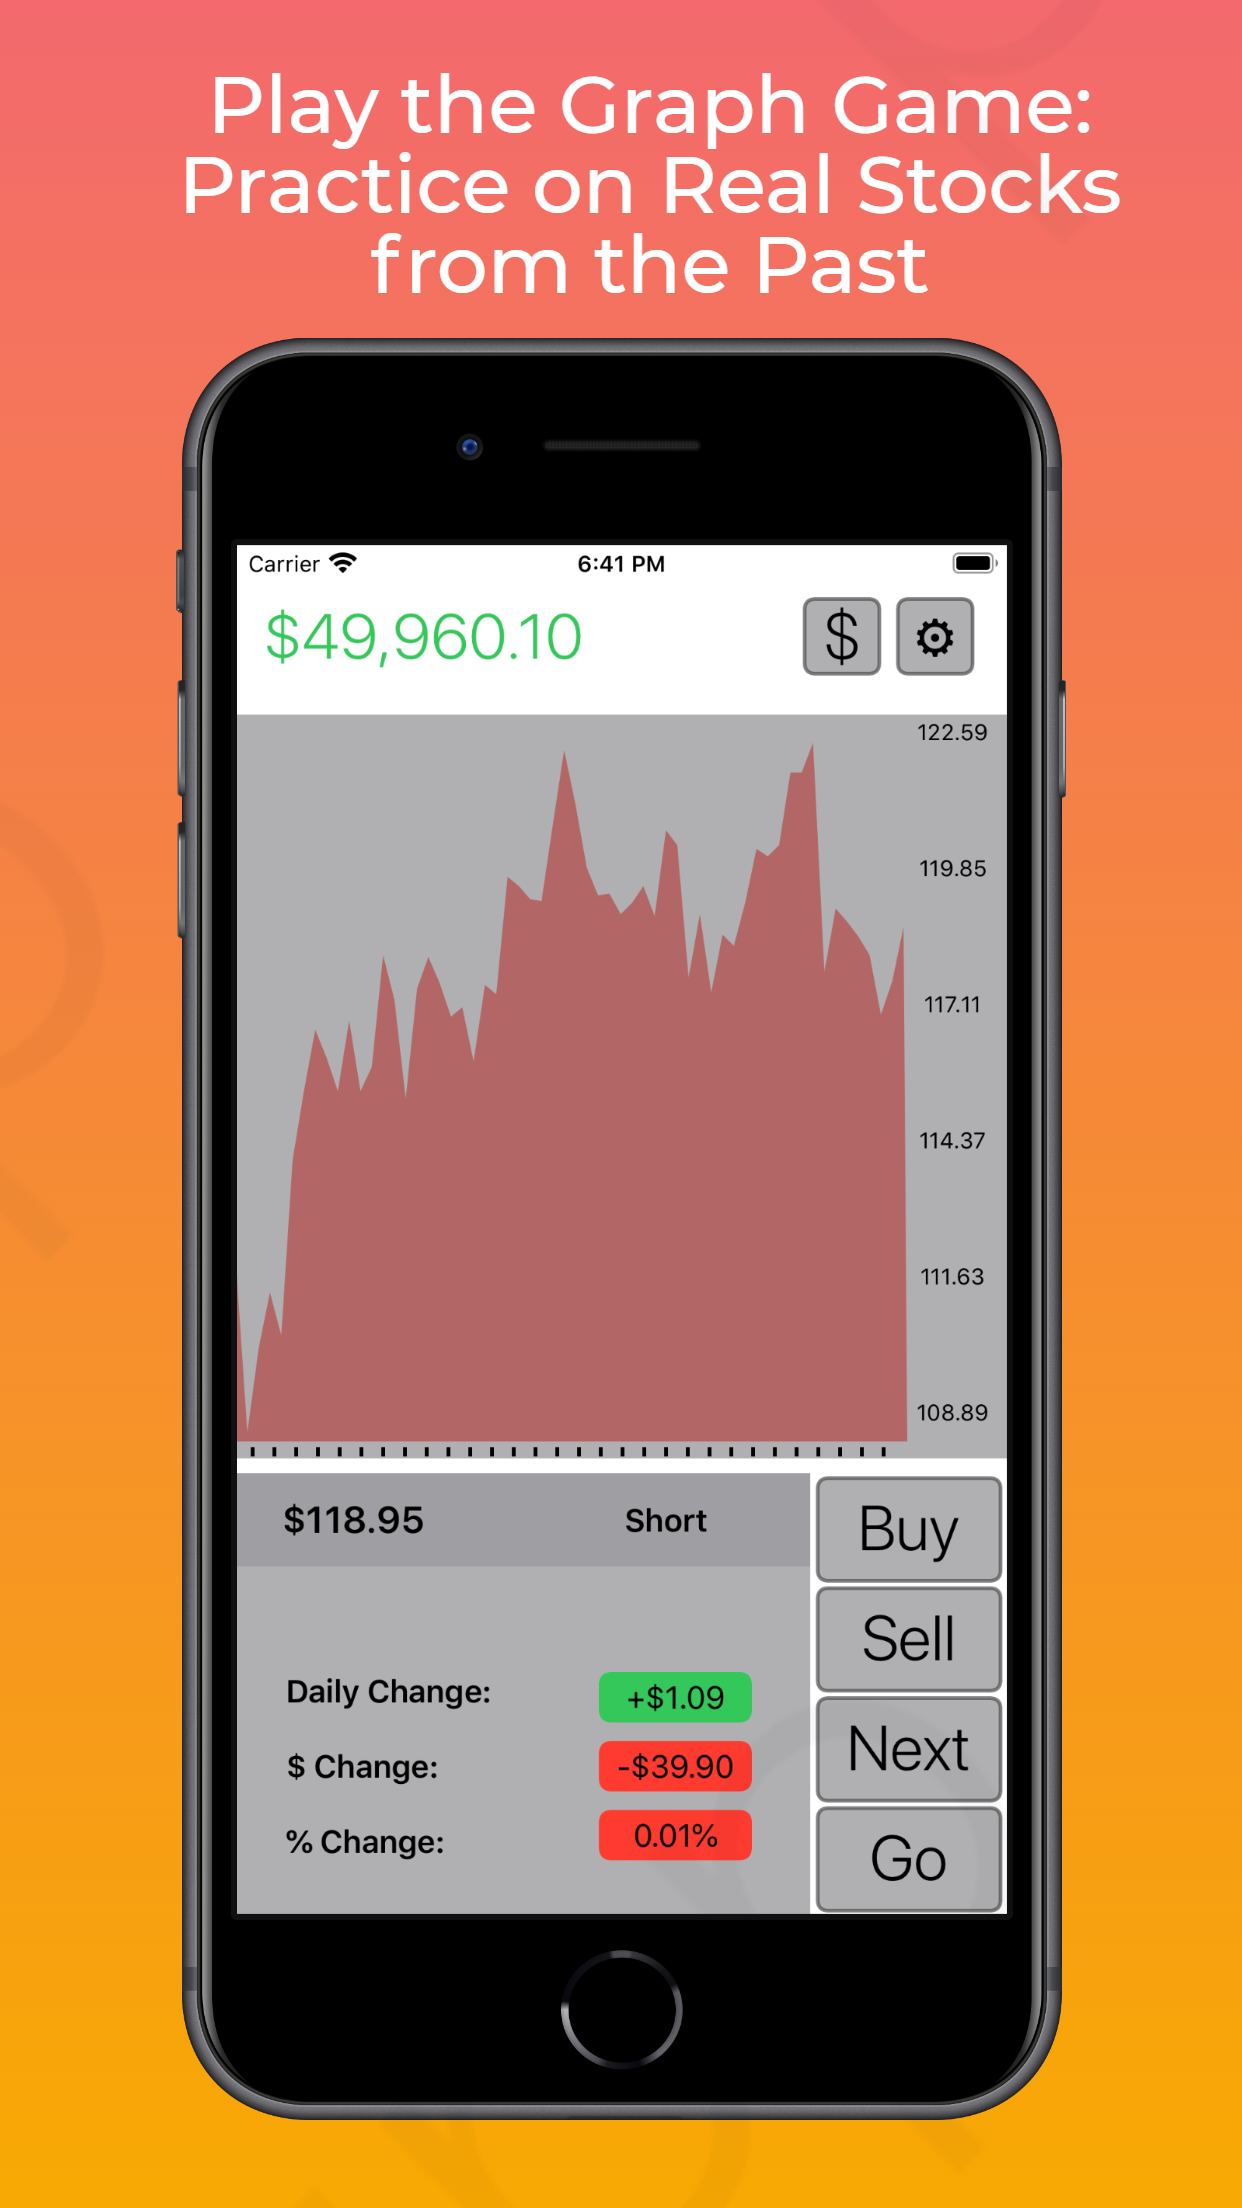 Play the Graph Game:
Practice on Real Stocks
from the Past
Carrier
6:41 PM
$49,960.10
$
122.59
119.85
117.11
114.37
111.63
108.89
$118.95 Short
Daily Change: +$1.09
$ Change: -$39.90
% Change: 0.01%
Buy
Sell
Next
Go